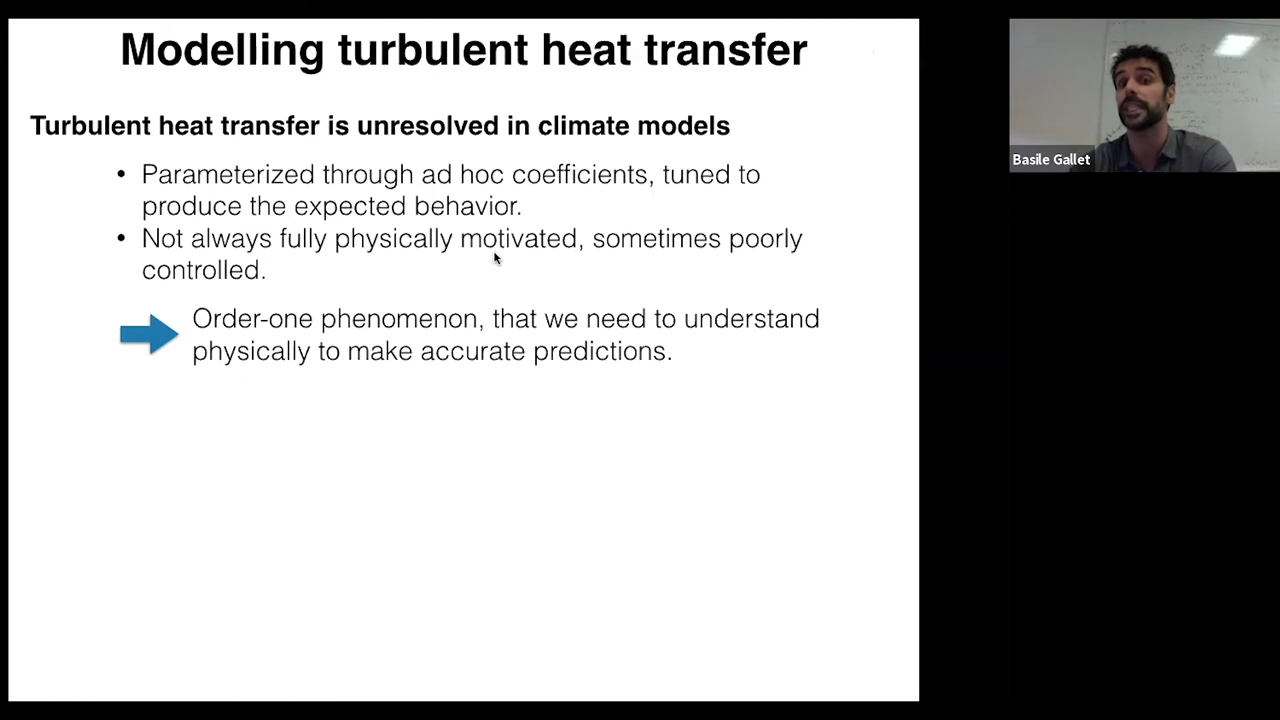 Modelling turbulent heat transfer
Turbulent heat transfer is unresolved in climate models
• Parameterized through ad hoc coefficients, tuned to
produce the expected behavior.
• Not always fully physically motivated, sometimes poorly
controlled.
Order-one phenomenon, that we need to understand
physically to make accurate predictions.
Basile Gallet